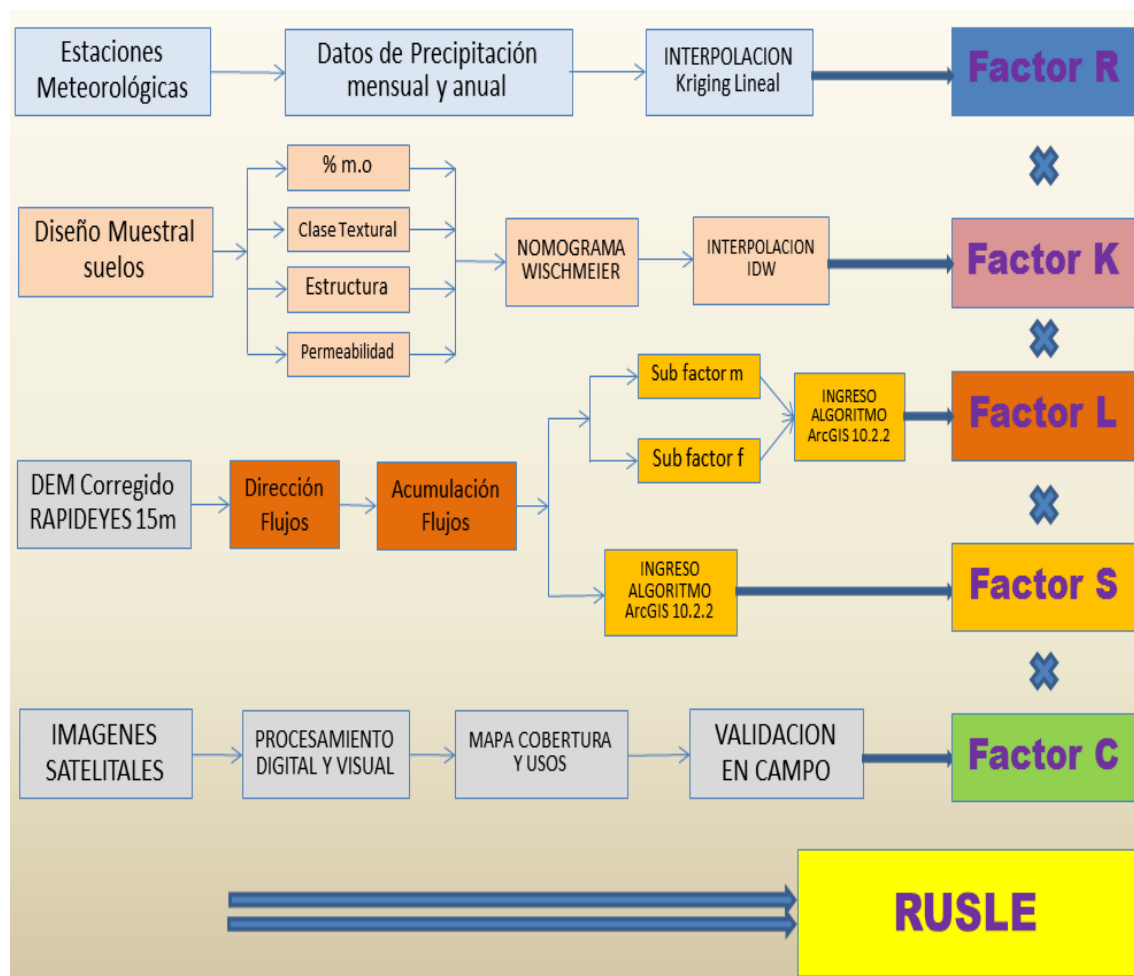 Estaciones
Meteorológicas
Datos de Precipitación
mensual y anual
INTERPOLACION
Kriging Lineal
Factor R
Diseño Muestral
suelos
% m.o
Clase Textural
Estructura
Permeabilidad
NOMOGRAMA
WISCHMEIER
INTERPOLACION
IDW
Factor K
DEM Corregido
RAPIDEYES 15m
Dirección
Flujos
Acumulación
Flujos
Sub factor m
Sub factor f
INGRESO
ALGORITMO
ArcGIS 10.2.2
Factor L
INGRESO
ALGORITMO
ArcGIS 10.2.2
Factor S
IMAGENES
SATELITALES
PROCESAMIENTO
DIGITAL Y VISUAL
MAPA COBERTURA
Y USOS
VALIDACION
EN CAMPO
Factor C
RUSLE